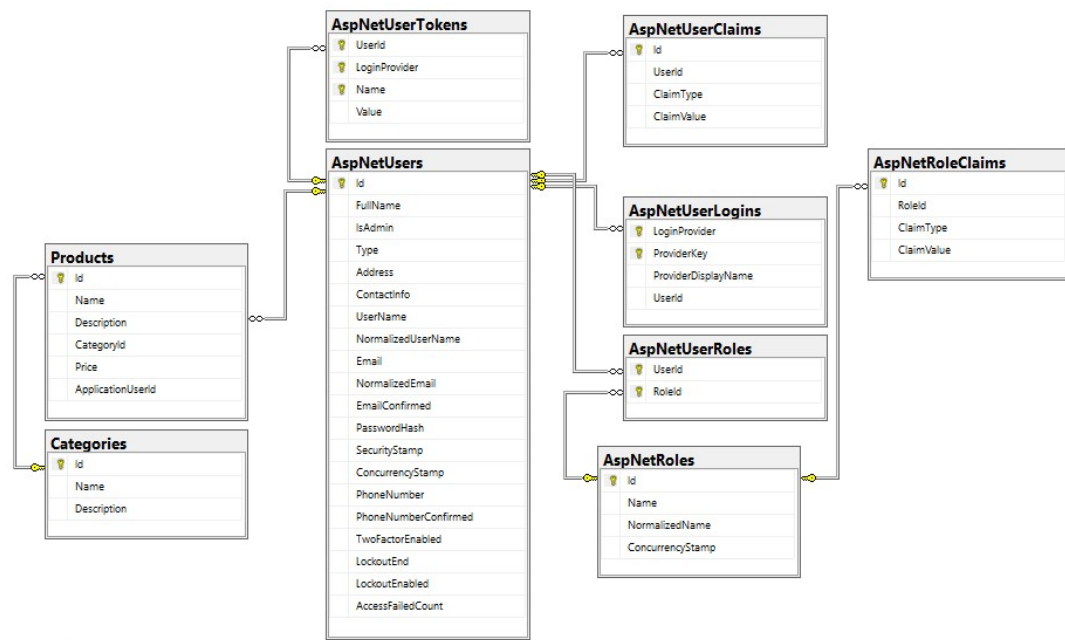 AspNetUserTokens
UserId
LoginProvider
Name
Value
AspNetUsers
Id
FullName
IsAdmin
Type
Address
ContactInfo
UserName
NormalizedUserName
Email
NormalizedEmail
EmailConfirmed
PasswordHash
SecurityStamp
ConcurrencyStamp
PhoneNumber
PhoneNumberConfirmed
TwoFactorEnabled
LockoutEnd
LockoutEnabled
AccessFailedCount
Products
Id
Name
Description
CategoryId
Price
ApplicationUserId
Categories
Id
Name
Description
AspNetUserClaims
Id
UserId
ClaimType
ClaimValue
AspNetUserLogins
LoginProvider
ProviderKey
ProviderDisplayName
UserId
AspNetUserRoles
UserId
RoleId
AspNetRoles
Id
Name
NormalizedName
ConcurrencyStamp
AspNetRoleClaims
Id
RoleId
ClaimType
ClaimValue